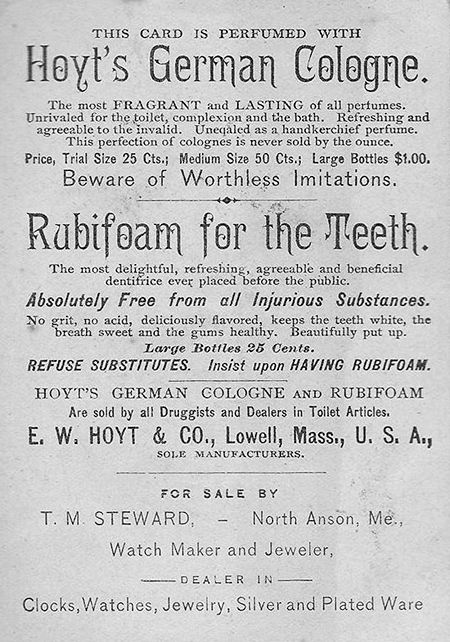 THIS CARD IS PERFUMED WITH
Hoyt's German Cologne.
The most FRAGRANT and LASTING of all perfumes.
Unrivaled for the toilet, complexion and the bath. Refreshing and
agreeable to the invalid. Uneqaled as a handkerchief perfume.
This perfection of colognes is never sold by the ounce.
Price, Trial Size 25 Cts.; Medium Size 50 Cts.; Large Bottles $1.00.
Beware of Worthless Imitations.
Rubifoam for the Teeth.
The most delightful, refreshing, agreeable and beneficial
dentifrice ever placed before the public.
Absolutely Free from all Injurious Substances.
No grit, no acid, deliciously flavored, keeps the teeth white, the
breath sweet and the gums healthy. Beautifully put up.
Large Bottles 25 Cents.
REFUSE SUBSTITUTES. Insist upon HAVING RUBIFOAM.
HOYT'S GERMAN COLOGNE AND RUBIFOAM
Are sold by all Druggists and Dealers in Toilet Articles.
E. W. HOYT & CO., Lowell, Mass., U. S. A.,
SOLE MANUFACTURERS.
FOR SALE BY
T. M. STEWARD, – North Anson, Me.,
Watch Maker and Jeweler,
DEALER IN
Clocks, Watches, Jewelry, Silver and Plated Ware